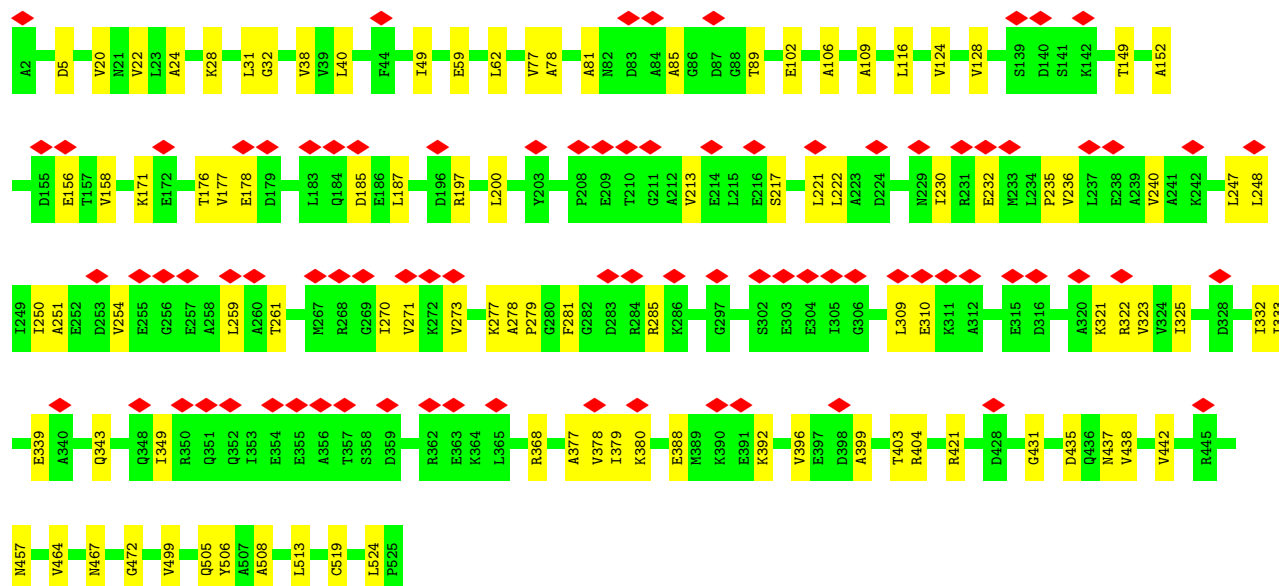 A2 D5 V20 N21 V22 L23 A24 K28 L31 G32 V38 V39 L40 F44 I49 E59 L62 V77 A78 A81 N82 D83 A84 A85 G86 D87 G88 T89 E102 A106 A109 L116 V124 V128 S139 D140 S141 K142 T149 A152
D155 E156 T157 V158 K171 E172 T176 V177 E178 D179 L183 Q184 D185 E186 L187 D196 R197 L200 Y203 P208 E209 T210 G211 A212 V213 E214 L215 E216 S217 L221 L222 A223 D224 N229 I230 R231 E232 M233 L234 P235 V236 L237 E238 A239 V240 A241 K242 L247 L248
I249 I250 A251 E252 D253 V254 E255 G256 E257 A258 L259 A260 T261 M267 R268 G269 I270 V271 K272 V273 K277 A278 P279 G280 F281 G282 D283 R284 R285 K286 G297 S302 E303 E304 I305 G306 L309 E310 K311 A312 E315 D316 A320 K321 R322 V323 V324 I325 D328 I332
E339 A340 Q343 Q348 I349 R350 Q351 Q352 I353 E354 E355 A356 T357 S358 D359 R362 E363 K364 L365 R368 A377 V378 I379 K380 E388 M389 K390 E391 K392 V396 E397 D398 A399 T403 R404 R421 D428 G431 D435 Q436 N437 V438 V442 R445
N457 V464 N467 G472 V499 Q505 Y506 A507 A508 L513 C519 L524 P525